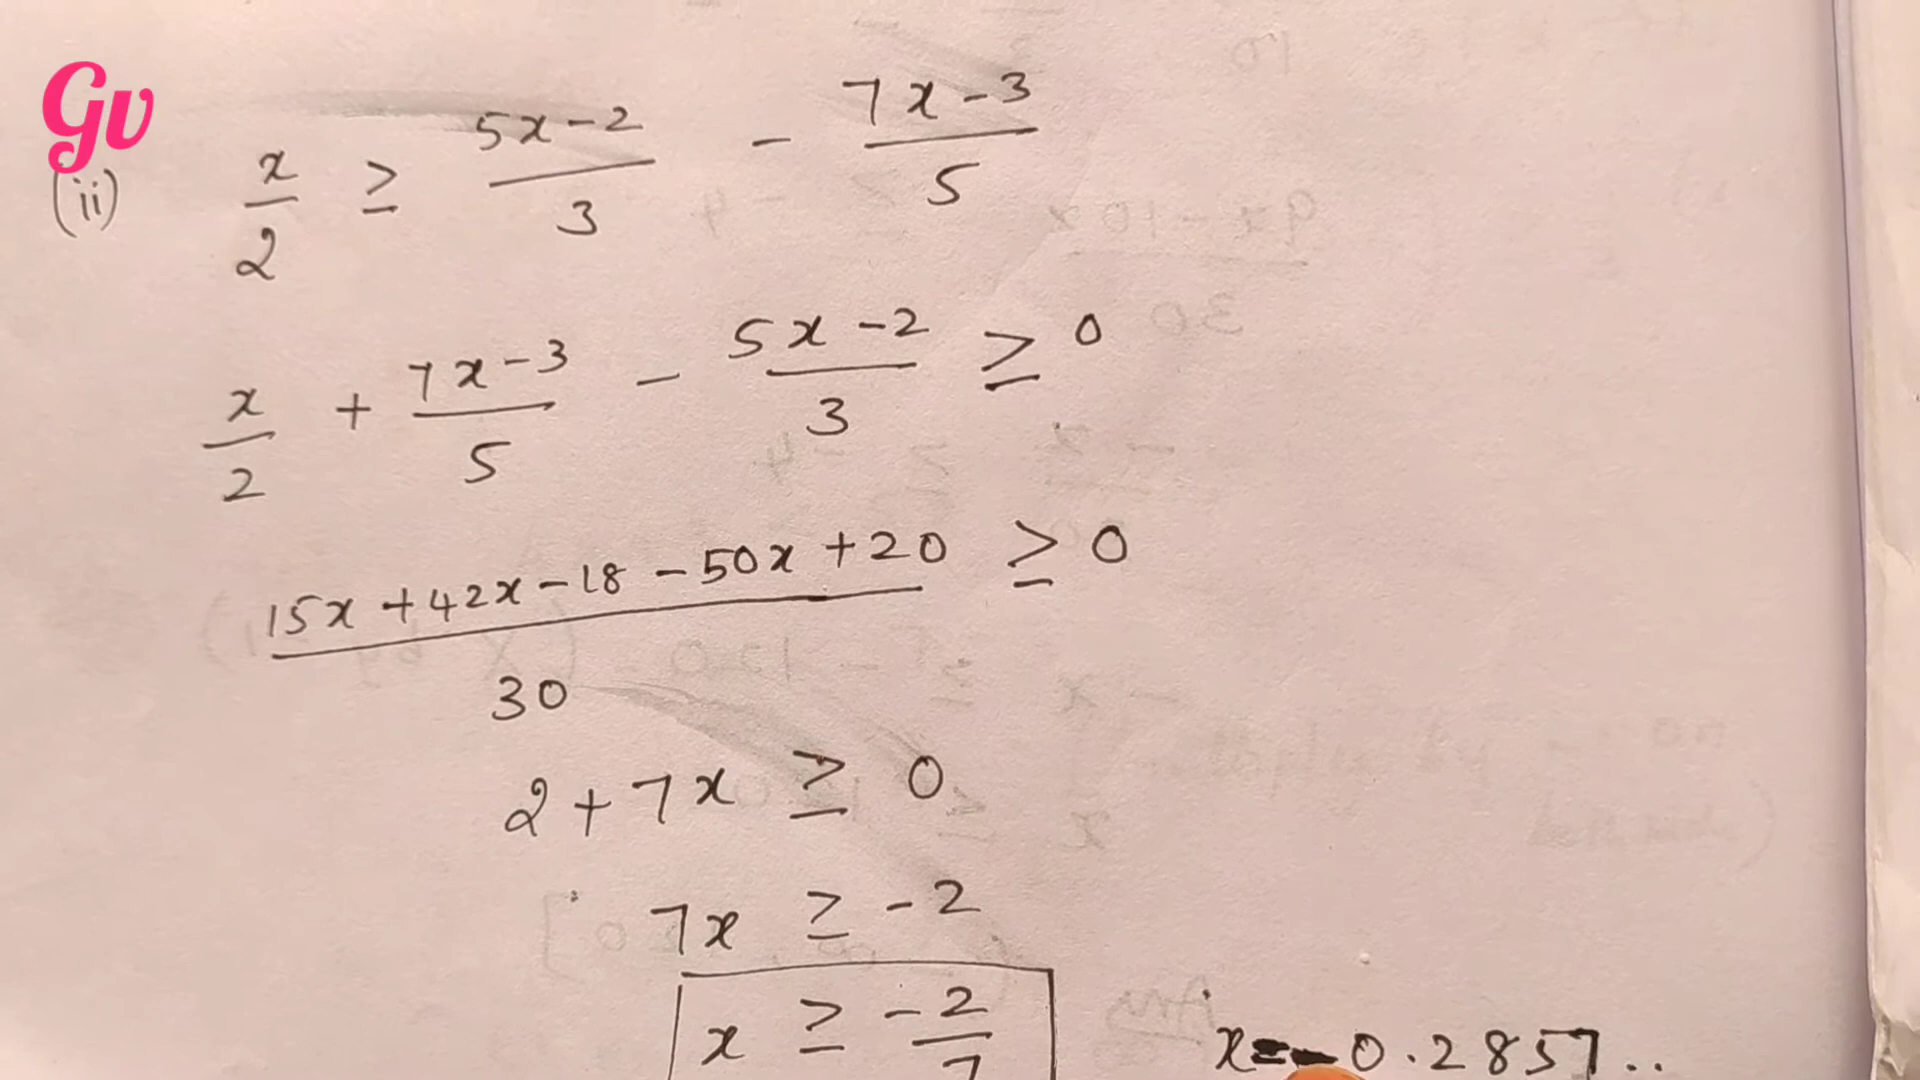 Gv
(ii) x/2 ≥ 5x-2/3 - 7x-3/5
x/2 + 7x-3/5 - 5x-2/3 ≥ 0
15x+42x-18-50x+20/30 ≥ 0
2+7x ≥ 0
7x ≥ -2
x ≥ -2/7
x=-0.2857..